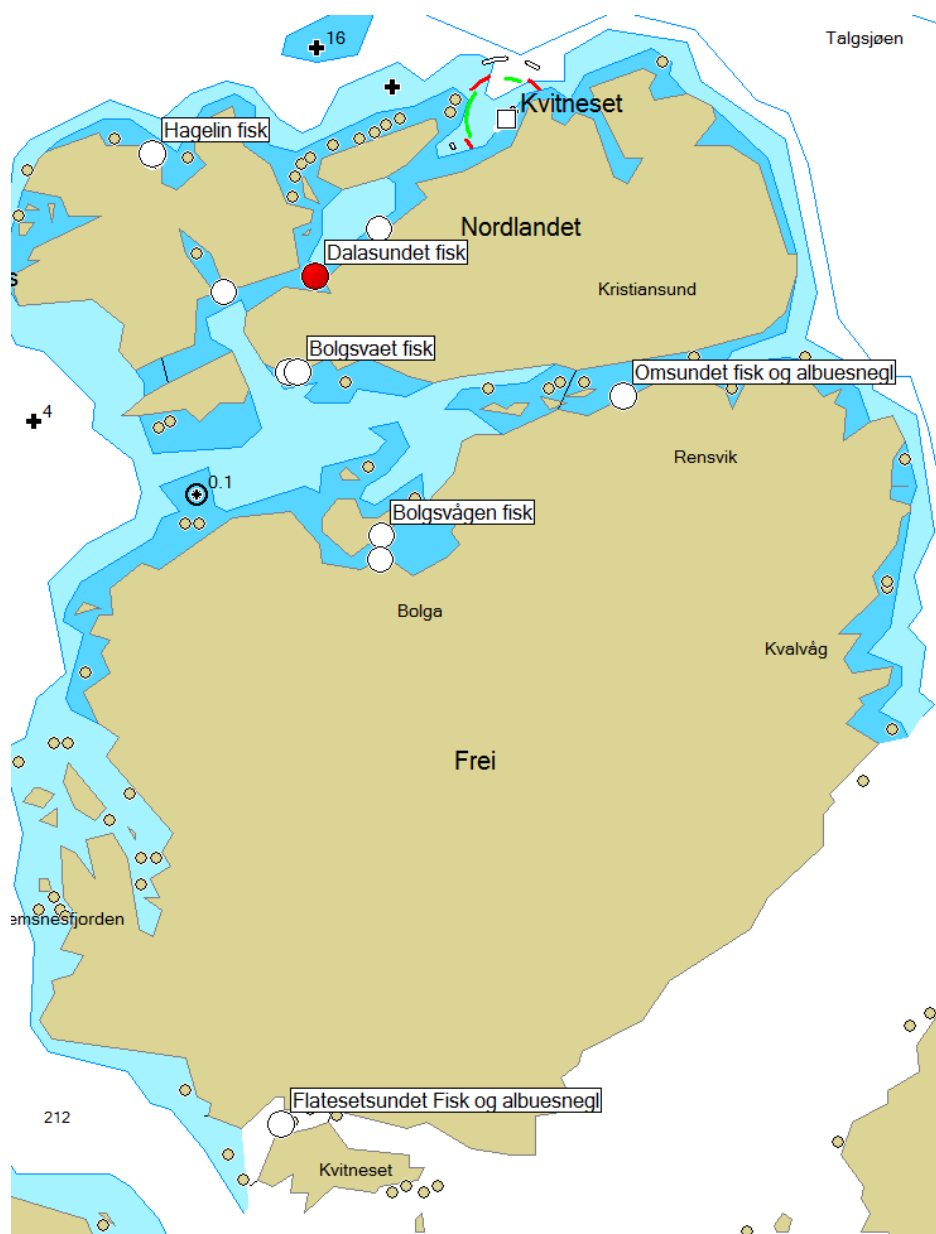 16
Talgsjøen
Kvitneset
Hagelin fisk
Nordlandet
Dalasundet fisk
s
Kristiansund
Bolgsvaet fisk
Omsundet fisk og albuesnegl
4
Rensvik
0.1
Bolgsvågen fisk
Bolga
Kvalvåg
Frei
emsnesfjorden
Flatesetsundet Fisk og albuesnegl
212
Kvitneset